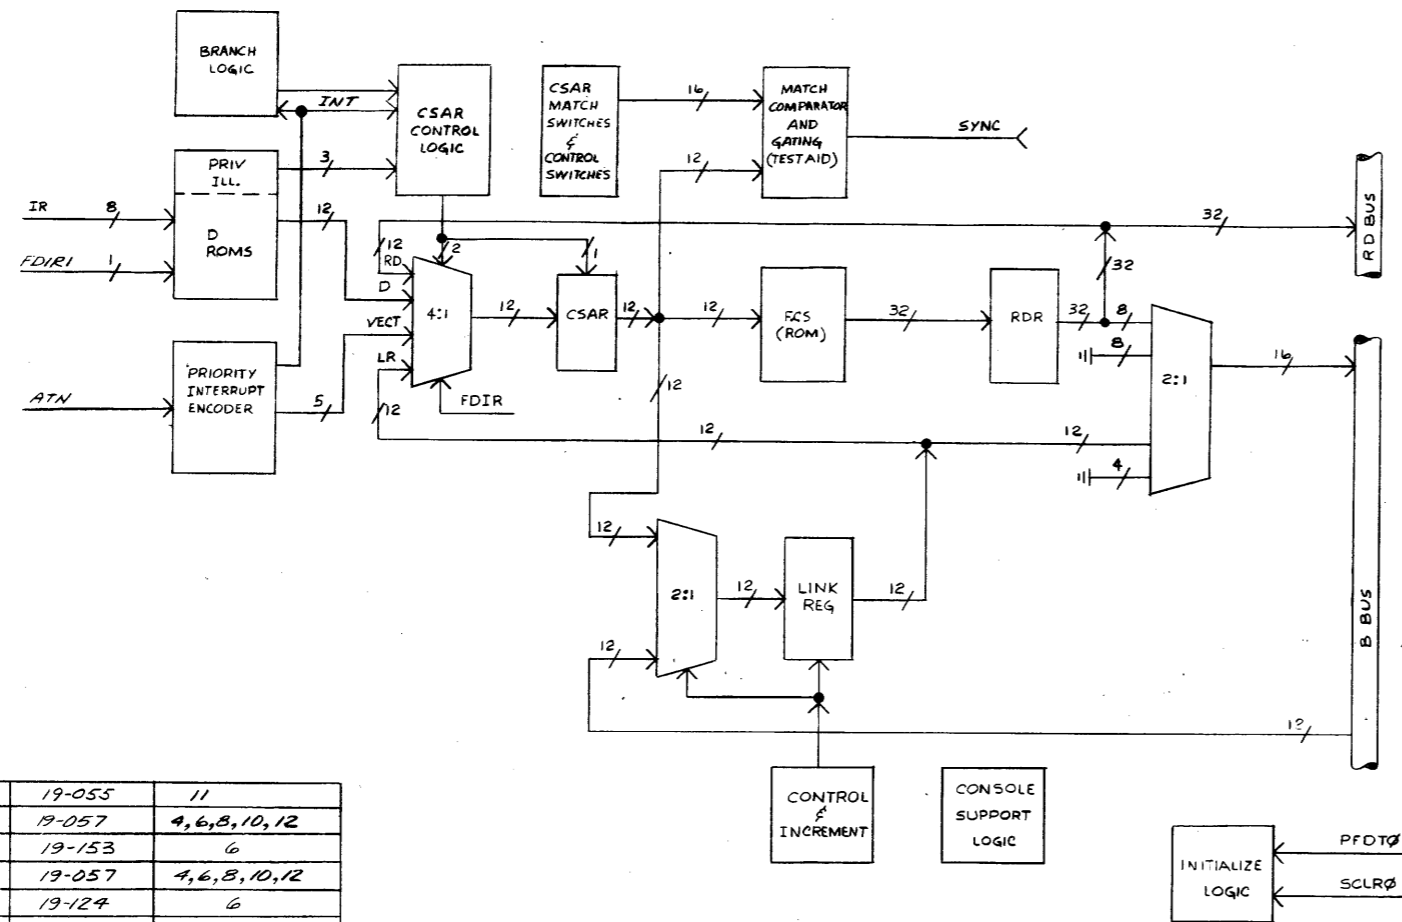 BRANCH
LOGIC
INT
CSAR
CONTROL
LOGIC
CSAR
MATCH
SWITCHES
&
CONTROL
SWITCHES
16
12
MATCH
COMPARATOR
AND
GATING
(TEST AID)
SYNC
PRIV
ILL.
D
ROMS
3
12
IR
8
FDIR1
1
ATN
PRIORITY
INTERRUPT
ENCODER
5
12
RD
D
VECT
LR
12
2
1
4:1
FDIR
12
CSAR
12
12
FCS
(ROM)
32
RDR
32
32
32
8
8
12
4
2:1
16
RD BUS
B BUS
12
12
12
12
2:1
12
LINK
REG
12
12
CONTROL
&
INCREMENT
CONSOLE
SUPPORT
LOGIC
INITIALIZE
LOGIC
PFDTØ
SCLRØ
19-055 11
19-057 4,6,8,10,12
19-153 6
19-057 4,6,8,10,12
19-124 6